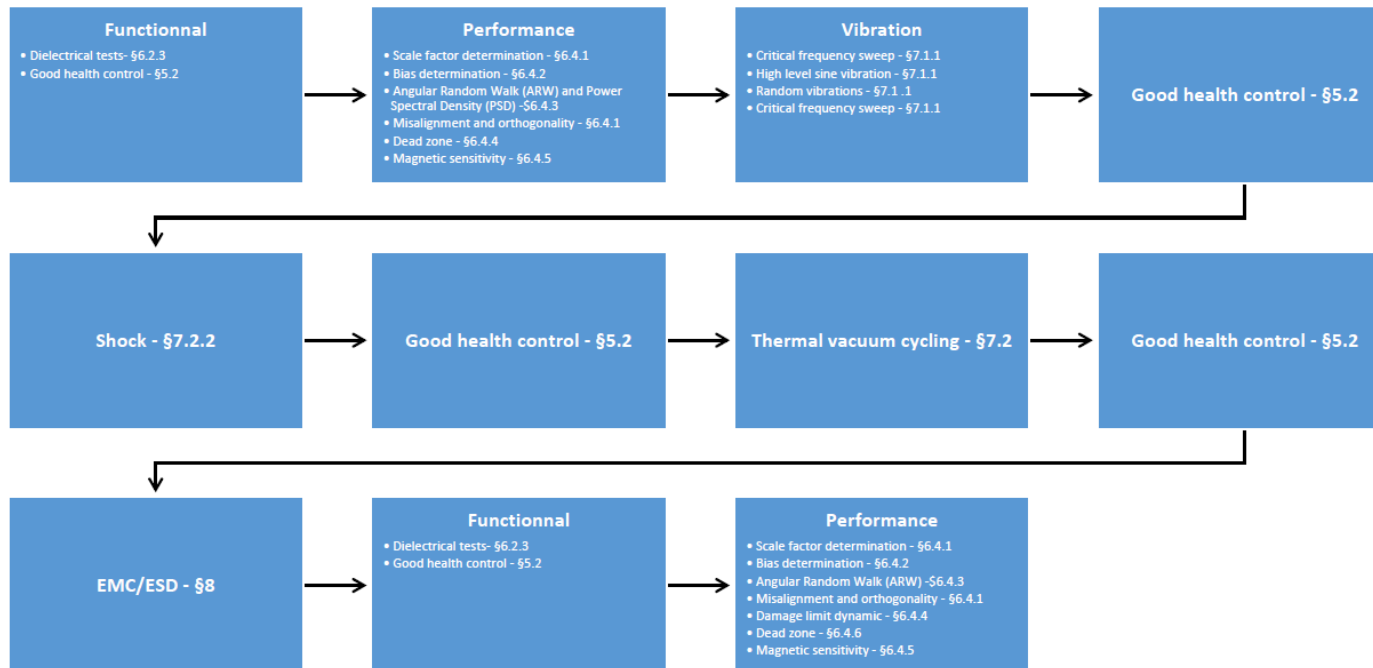 Functionnal
• Dielectrical tests- §6.2.3
• Good health control - §5.2
Performance
• Scale factor determination - §6.4.1
• Bias determination - §6.4.2
• Angular Random Walk (ARW) and Power
Spectral Density (PSD) -$6.4.3
• Misalignment and orthogonality - §6.4.1
• Dead zone - §6.4.4
• Magnetic sensitivity - §6.4.5
Vibration
• Critical frequency sweep - §7.1.1
• High level sine vibration - §7.1.1
• Random vibrations - §7.1 .1
• Critical frequency sweep - §7.1.1
Good health control - §5.2
Shock - §7.2.2
Good health control - §5.2
Thermal vacuum cycling - §7.2
Good health control - §5.2
EMC/ESD - §8
Functionnal
• Dielectrical tests- §6.2.3
• Good health control - §5.2
Performance
• Scale factor determination - §6.4.1
• Bias determination - §6.4.2
• Angular Random Walk (ARW) -$6.4.3
• Misalignment and orthogonality - §6.4.1
• Damage limit dynamic - §6.4.4
• Dead zone - §6.4.6
• Magnetic sensitivity - §6.4.5